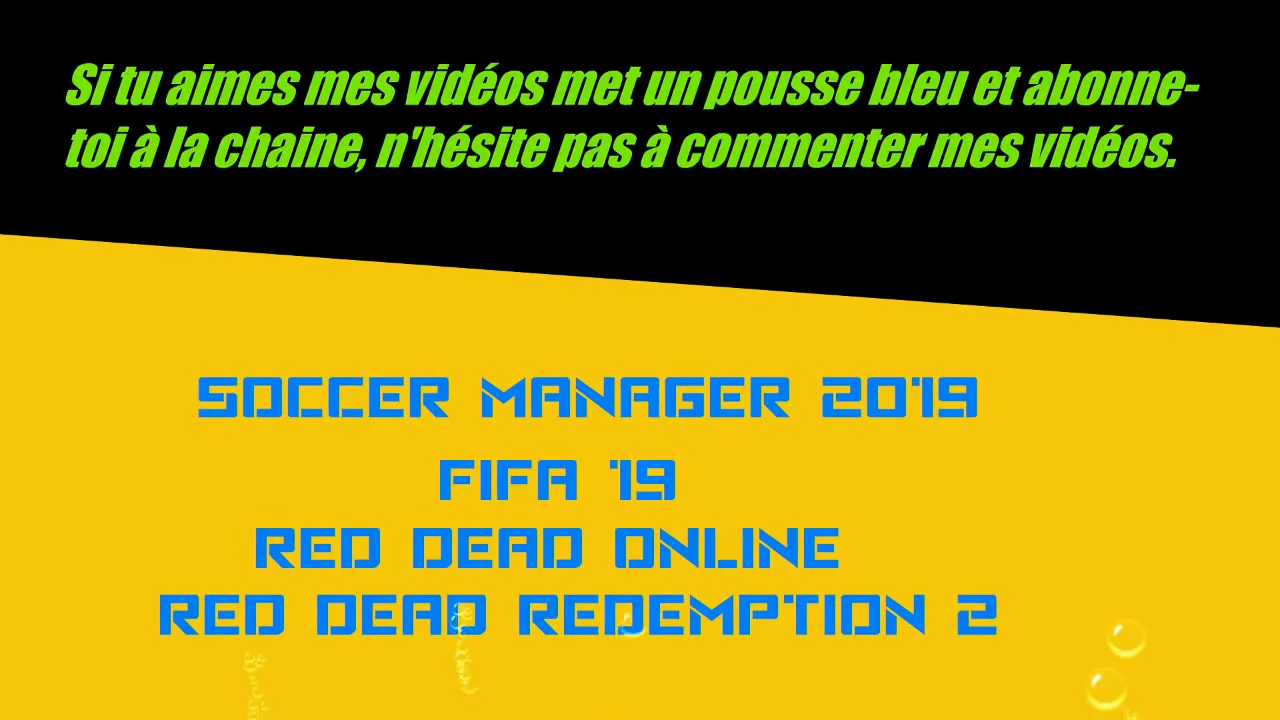 Si tu aimes mes vidéos met un pousse bleu et abonne-
toi à la chaine, n'hésite pas à commenter mes vidéos.
SOCCER MANAGER 2019
FIFA 19
RED DEAD ONLINE
RED DEAD REDEMPTION 2